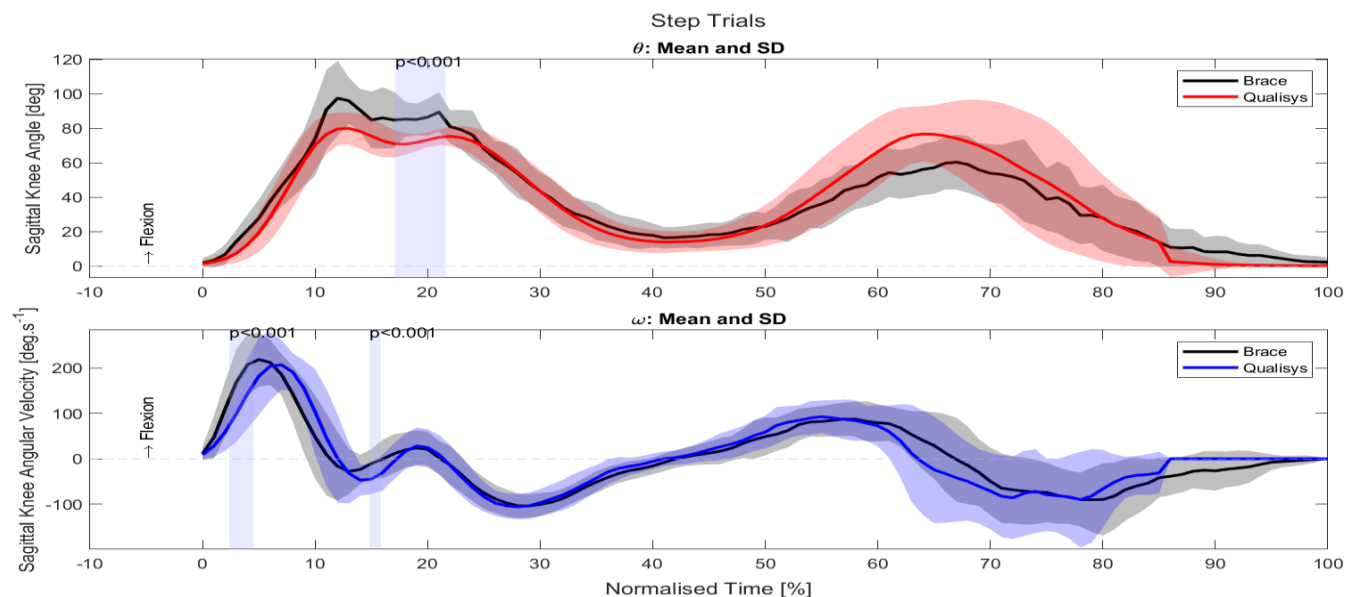 Step Trials
θ: Mean and SD
p<0.001
120
100
80
60
40
20
0
Sagittal Knee Angle [deg]
→ Flexion
Brace
Qualisys
-10 0 10 20 30 40 50 60 70 80 90 100
ω: Mean and SD
p<0.001 p<0.001
200
100
0
-100
Sagittal Knee Angular Velocity [deg.s⁻¹]
→ Flexion
Brace
Qualisys
-10 0 10 20 30 40 50 60 70 80 90 100
Normalised Time [%]